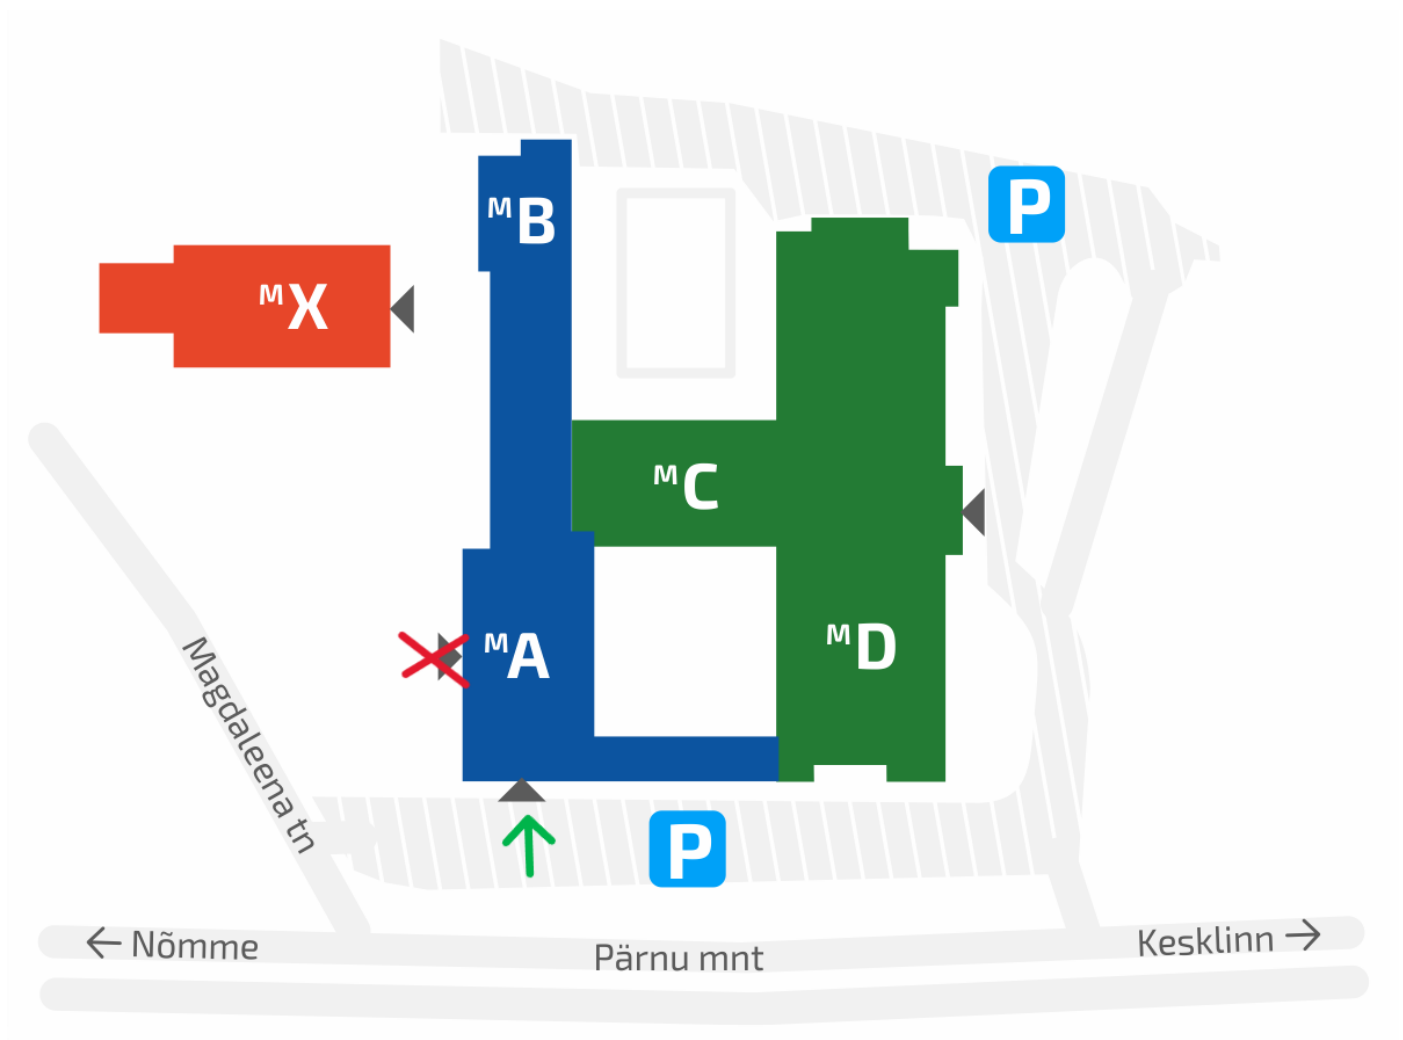 P
ᴹB
ᴹX
ᴹC
ᴹA
ᴹD
Magdaleena tn
P
← Nõmme
Pärnu mnt
Kesklinn →